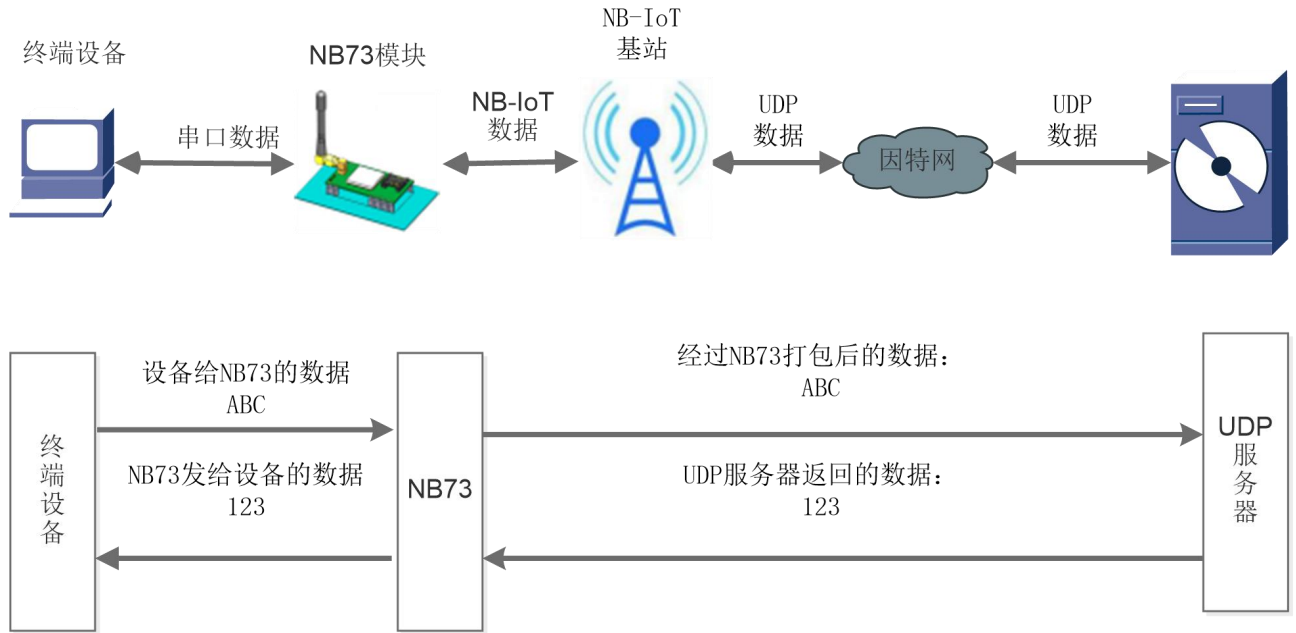 终端设备
NB73模块
NB-IoT
基站
串口数据
NB-IoT
数据
UDP
数据
因特网
UDP
数据
设备给NB73的数据
ABC
经过NB73打包后的数据：
ABC
终端设备
NB73发给设备的数据
123
NB73
UDP服务器返回的数据：
123
UDP
服务器